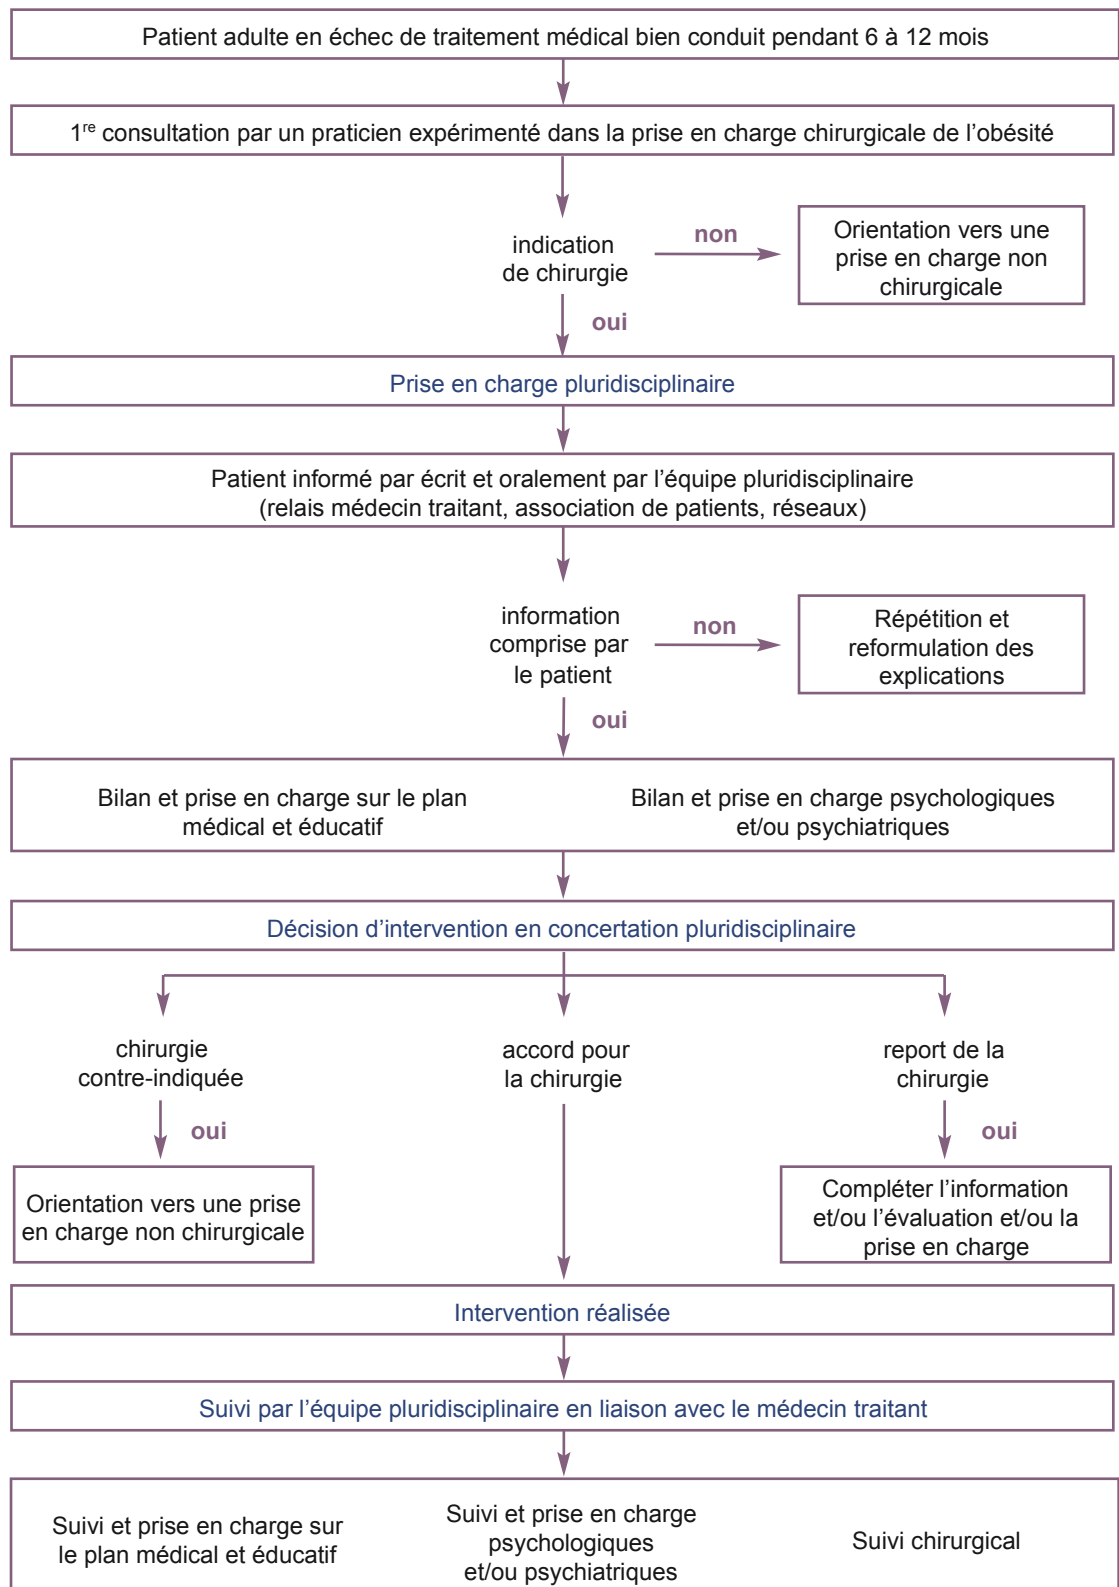 Patient adulte en échec de traitement médical bien conduit pendant 6 à 12 mois
1re consultation par un praticien expérimenté dans la prise en charge chirurgicale de l’obésité
indication
de chirurgie
non
Orientation vers une
prise en charge non
chirurgicale
oui
Prise en charge pluridisciplinaire
Patient informé par écrit et oralement par l’équipe pluridisciplinaire
(relais médecin traitant, association de patients, réseaux)
information
comprise par
le patient
non
Répétition et
reformulation des
explications
oui
Bilan et prise en charge sur le plan
médical et éducatif
Bilan et prise en charge psychologiques
et/ou psychiatriques
Décision d’intervention en concertation pluridisciplinaire
chirurgie
contre-indiquée
accord pour
la chirurgie
report de la
chirurgie
oui
oui
Orientation vers une prise
en charge non chirurgicale
Compléter l’information
et/ou l’évaluation et/ou la
prise en charge
Intervention réalisée
Suivi par l’équipe pluridisciplinaire en liaison avec le médecin traitant
Suivi et prise en charge sur
le plan médical et éducatif
Suivi et prise en charge
psychologiques
et/ou psychiatriques
Suivi chirurgical